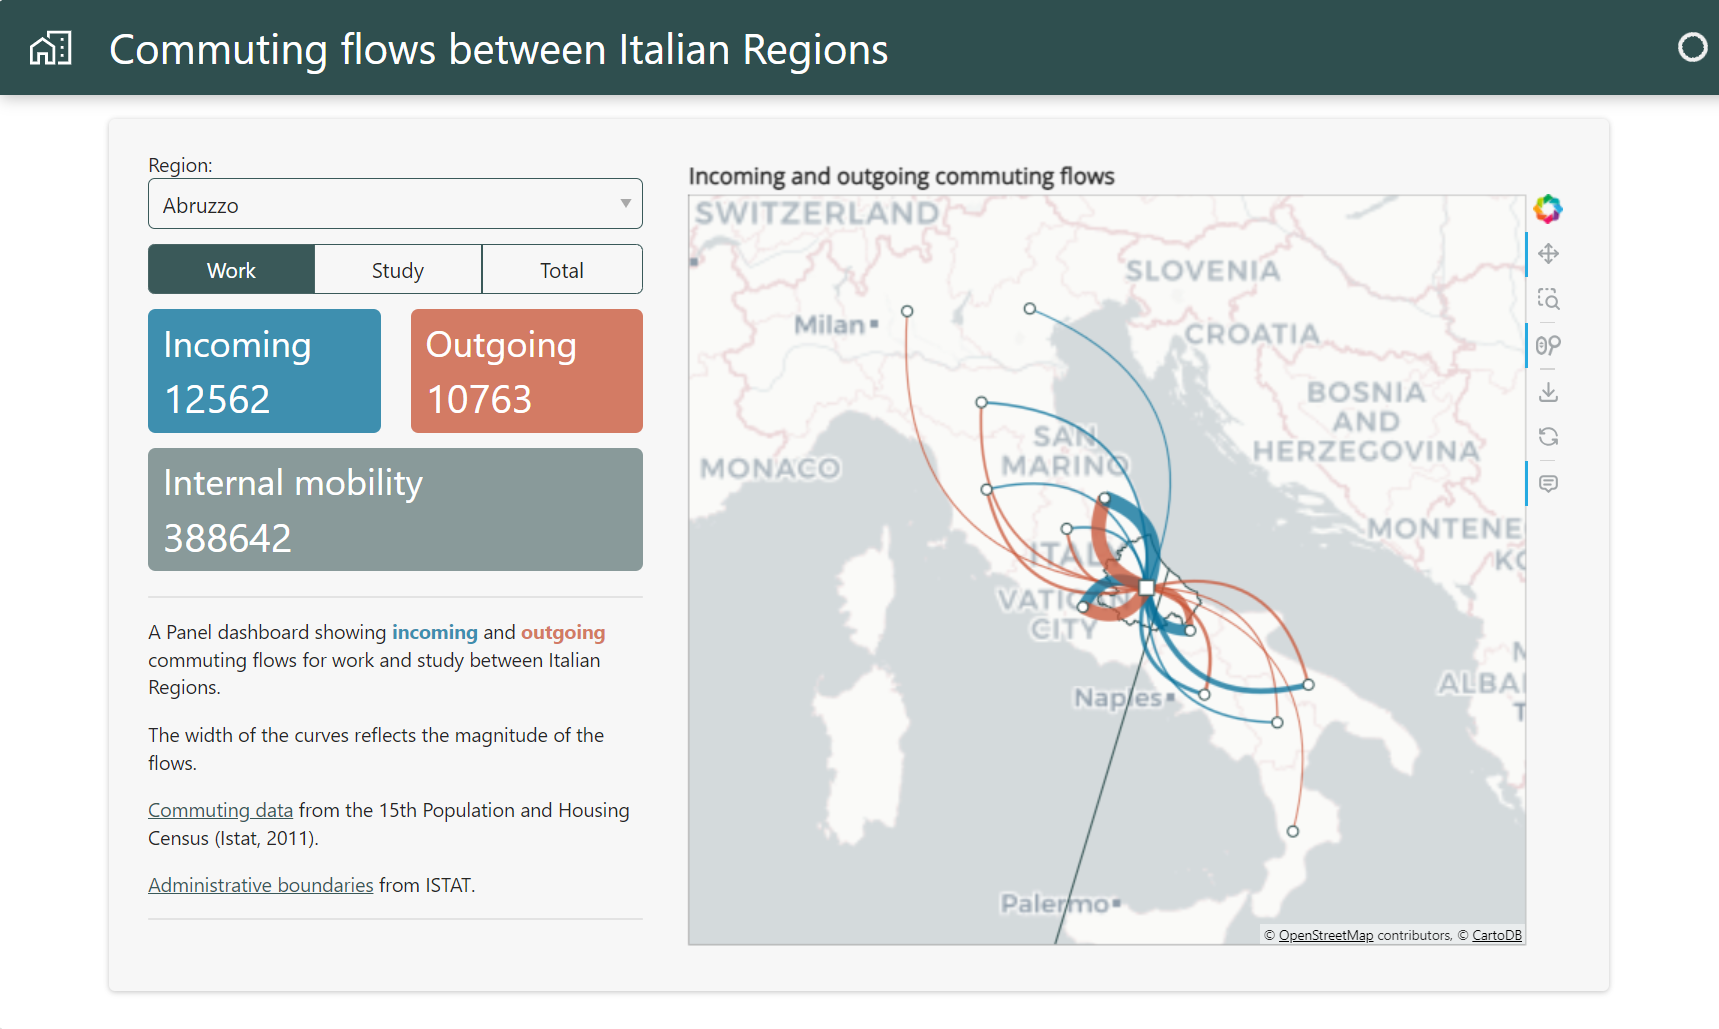 Commuting flows between Italian Regions
Region:
Abruzzo
Work
Study
Total
Incoming
12562
Outgoing
10763
Internal mobility
388642
A Panel dashboard showing incoming and outgoing
commuting flows for work and study between Italian
Regions.
The width of the curves reflects the magnitude of the
flows.
Commuting data from the 15th Population and Housing
Census (Istat, 2011).
Administrative boundaries from ISTAT.
Incoming and outgoing commuting flows
SWITZERLAND
SLOVENIA
Milan
CROATIA
BOSNIA
AND
HERZEGOVINA
SAN
MARINO
MONACO
MONTENE
KO
ITALY
VATICAN
CITY
N
ALBA
T
Naples
Palermo
© OpenStreetMap contributors, © CartoDB